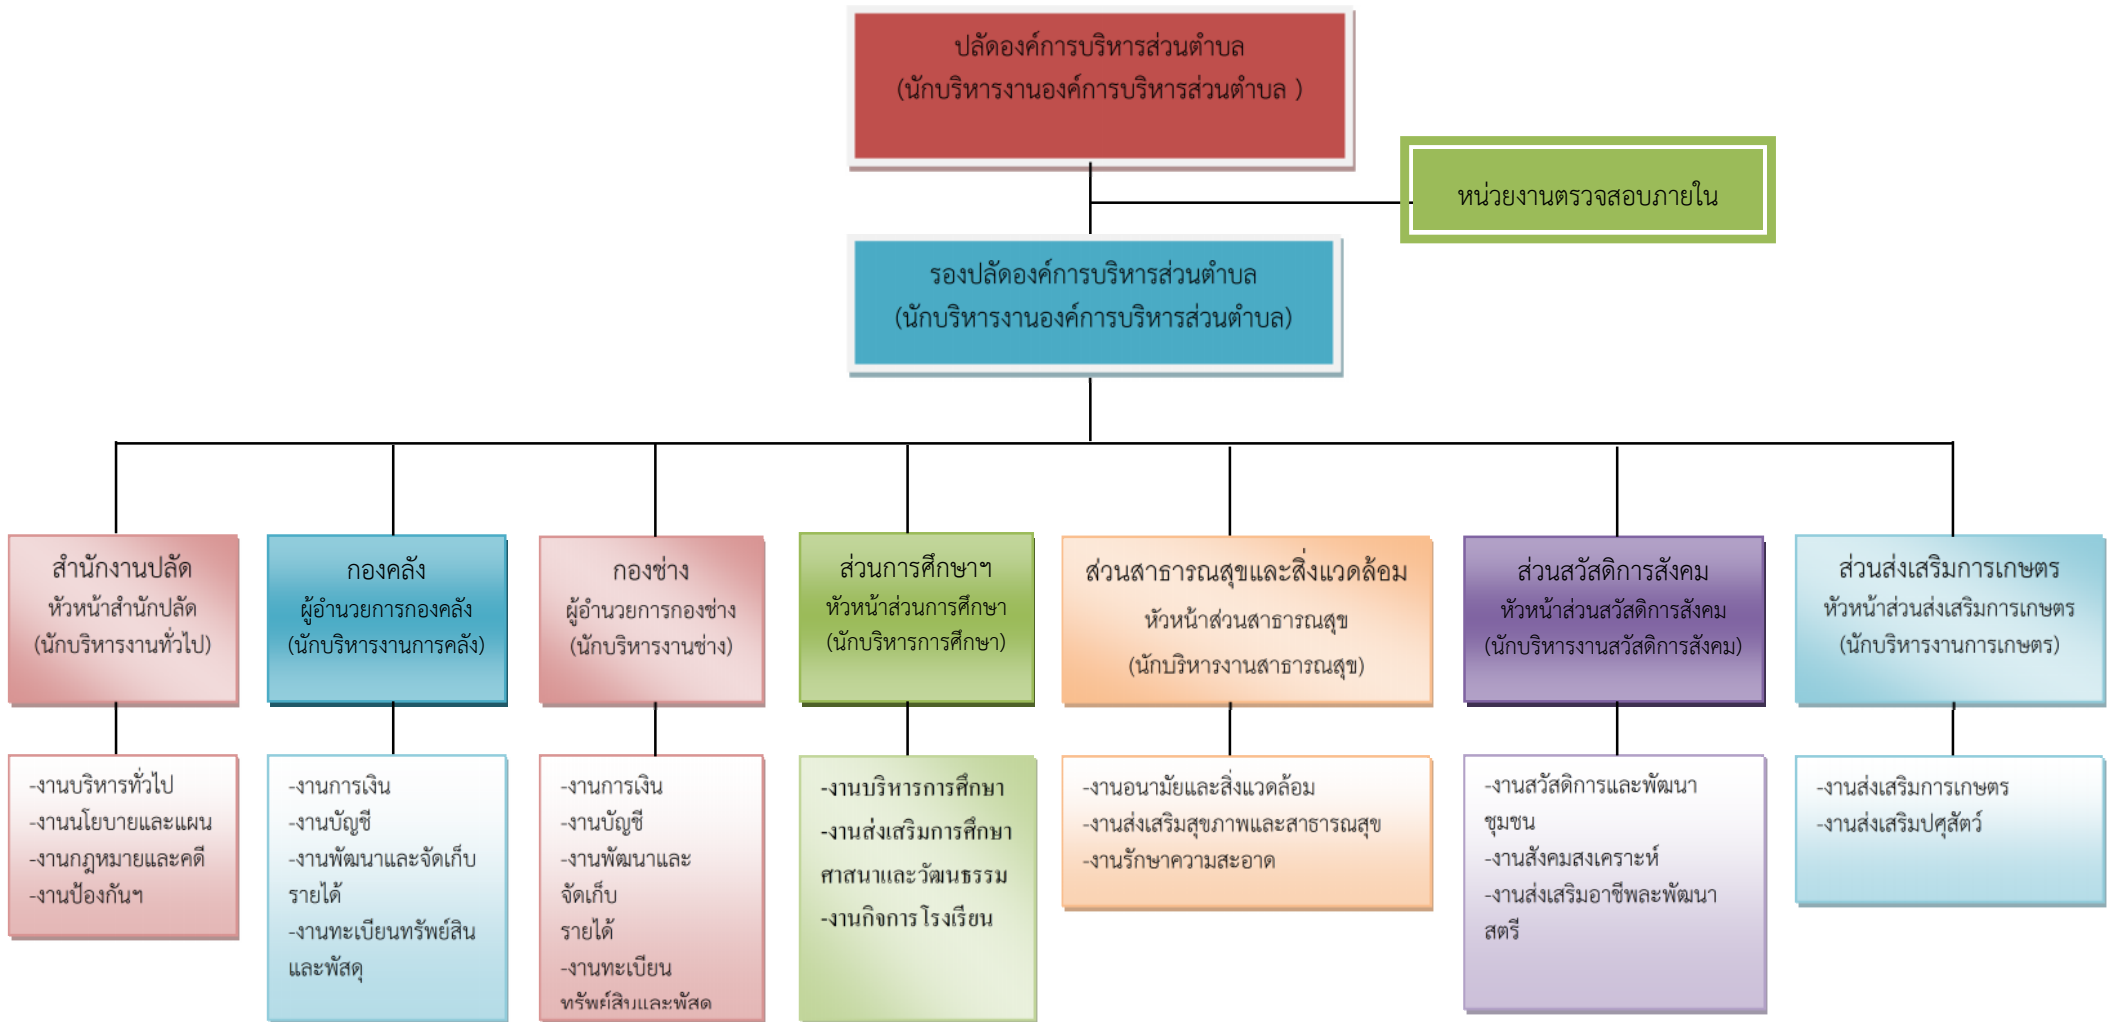 ปลัดองค์การบริหารส่วนตำบล
(นักบริหารงานองค์การบริหารส่วนตำบล )
หน่วยงานตรวจสอบภายใน
รองปลัดองค์การบริหารส่วนตำบล
(นักบริหารงานองค์การบริหารส่วนตำบล)
สำนักงานปลัด
หัวหน้าสำนักปลัด
(นักบริหารงานทั่วไป)
กองคลัง
ผู้อำนวยการกองคลัง
(นักบริหารงานการคลัง)
กองช่าง
ผู้อำนวยการกองช่าง
(นักบริหารงานช่าง)
ส่วนการศึกษาฯ
หัวหน้าส่วนการศึกษา
(นักบริหารการศึกษา)
ส่วนสาธารณสุขและสิ่งแวดล้อม
หัวหน้าส่วนสาธารณสุข
(นักบริหารงานสาธารณสุข)
ส่วนสวัสดิการสังคม
หัวหน้าส่วนสวัสดิการสังคม
(นักบริหารงานสวัสดิการสังคม)
ส่วนส่งเสริมการเกษตร
หัวหน้าส่วนส่งเสริมการเกษตร
(นักบริหารงานการเกษตร)
-งานบริหารทั่วไป
-งานนโยบายและแผน
-งานกฎหมายและคดี
-งานป้องกันฯ
-งานการเงิน
-งานบัญชี
-งานพัฒนาและจัดเก็บ
รายได้
-งานทะเบียนทรัพย์สิน
และพัสดุ
-งานการเงิน
-งานบัญชี
-งานพัฒนาและ
จัดเก็บ
รายได้
-งานทะเบียน
ทรัพย์สินและพัสด
-งานบริหารการศึกษา
-งานส่งเสริมการศึกษา
ศาสนาและวัฒนธรรม
-งานกิจการโรงเรียน
-งานอนามัยและสิ่งแวดล้อม
-งานส่งเสริมสุขภาพและสาธารณสุข
-งานรักษาความสะอาด
-งานสวัสดิการและพัฒนา
ชุมชน
-งานสังคมสงเคราะห์
-งานส่งเสริมอาชีพละพัฒนา
สตรี
-งานส่งเสริมการเกษตร
-งานส่งเสริมปศุสัตว์